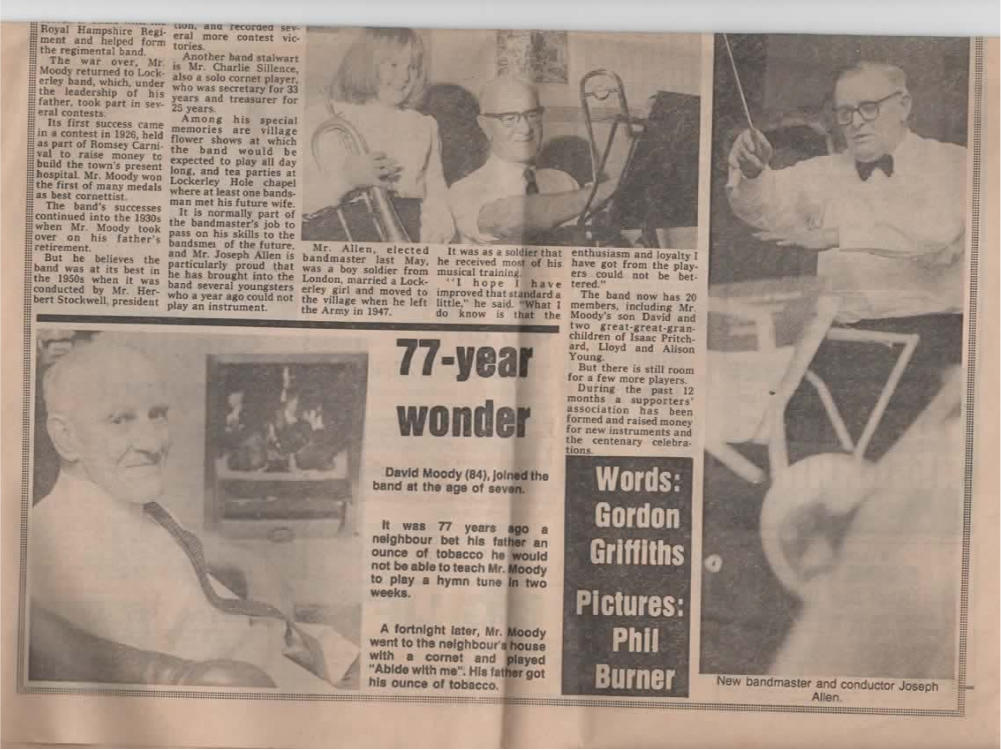 Royal Hampshire Regi-
ment and helped form
the regimental band.
The war over, Mr.
Moody returned to Lock-
erley band, which, under
the leadership of his
father, took part in sev-
eral contests.
Its first success came
in a contest in 1926, held
as part of Romsey Carni-
val to raise money to
build the town's present
hospital. Mr. Moody won
the first of many medals
as best cornettist.
The band's successes
continued into the 1930s
when Mr. Moody took
over on his father's
retirement.
But he believes the
band was at its best in
the 1950s when it was
conducted by Mr. Her-
bert Stockwell, president
tion, and recorded sev-
eral more contest vic-
tories.
Another band stalwart
is Mr. Charlie Sillence,
also a solo cornet player,
who was secretary for 33
years and treasurer for
25 years.
Among his special
memories are village
flower shows at which
the band would be
expected to play all day
long, and tea parties at
Lockerley Hole chapel
where at least one bands-
man met his future wife.
It is normally part of
the bandmaster's job to
pass on his skills to the
bandsmen of the future,
and Mr. Joseph Allen is
particularly proud that
he has brought into the
band several youngsters
who a year ago could not
play an instrument.
Mr. Allen, elected
bandmaster last May,
was a boy soldier from
London, married a Lock-
erley girl and moved to
the village when he left
the Army in 1947.
It was as a soldier that
he received most of his
musical training.
"I hope I have
improved that standard a
little," he said. "What I
do know is that the
enthusiasm and loyalty I
have got from the play-
ers could not be bet-
tered."
The band now has 20
members, including Mr.
Moody's son David and
two great-great-gran-
children of Isaac Pritch-
ard, Lloyd and Alison
Young.
But there is still room
for a few more players.
During the past 12
months a supporters'
association has been
formed and raised money
for new instruments and
the centenary celebra-
tions.
77-year
wonder
David Moody (84), joined the
band at the age of seven.
It was 77 years ago a
neighbour bet his father an
ounce of tobacco he would
not be able to teach Mr. Moody
to play a hymn tune in two
weeks.
A fortnight later, Mr. Moody
went to the neighbour's house
with a cornet and played
"Abide with me". His father got
his ounce of tobacco.
Words:
Gordon
Griffiths
Pictures:
Phil
Burner
New bandmaster and conductor Joseph
Allen.